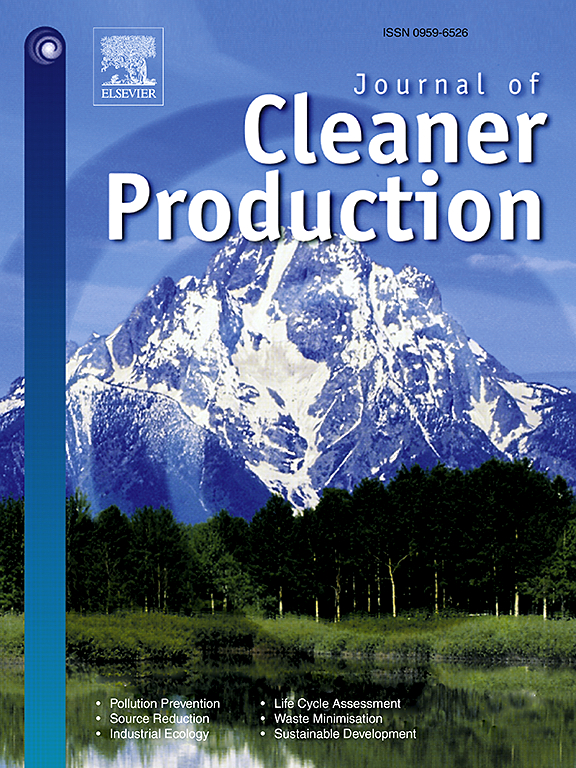 ISSN 0959-6526
ELSEVIER
Journal of
Cleaner
Production
• Pollution Prevention
• Source Reduction
• Industrial Ecology
• Life Cycle Assessment
• Waste Minimisation
• Sustainable Development